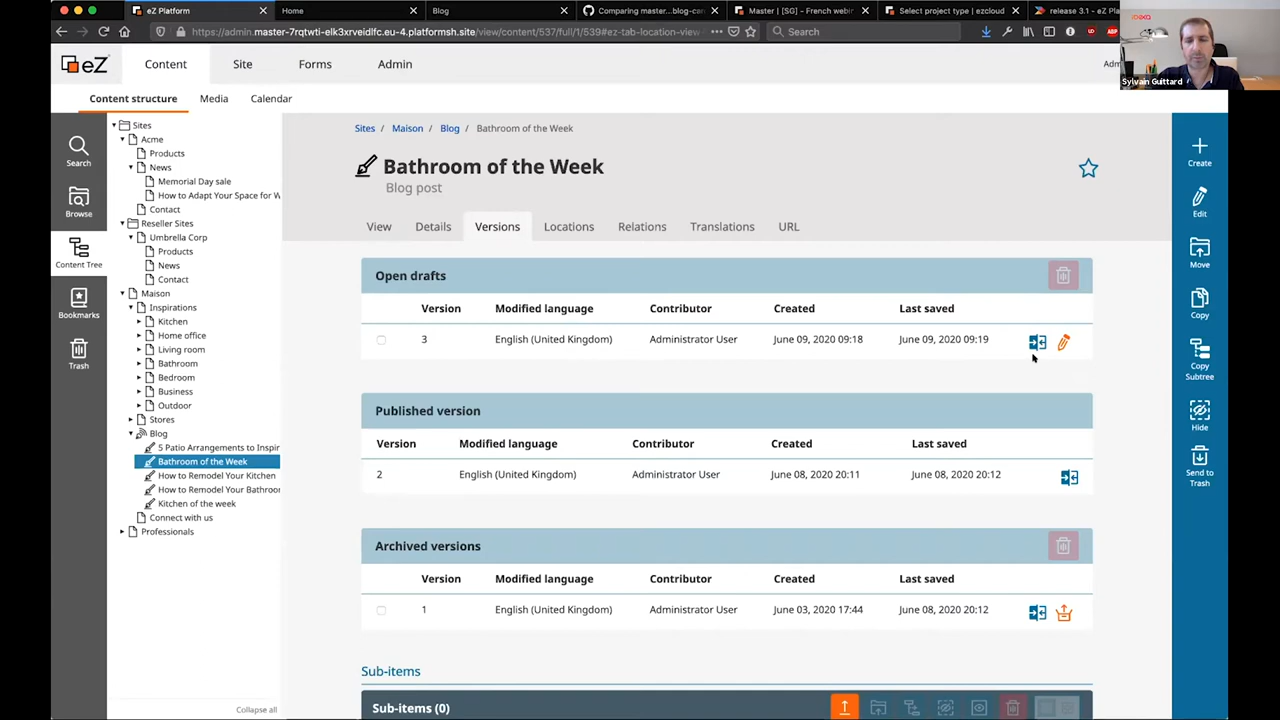 eZ Platform
Home
Blog
Comparing master...blog-can
Master | [SG] - French webir
Select project type | ezcloud
release 3.1 - eZ Pla
https://admin.master-7rqtwti-elk3xrveidlfc.eu-4.platformsh.site/view/content/537/full/1/539#ez-tab-location-view-
Search
Sylvain Guittard
eZ
Content
Site
Forms
Admin
Adm
Content structure
Media
Calendar
Search
Browse
Content Tree
Bookmarks
Trash
Sites
Acme
Products
News
Memorial Day sale
How to Adapt Your Space for W
Contact
Reseller Sites
Umbrella Corp
Products
News
Contact
Maison
Inspirations
Kitchen
Home office
Living room
Bathroom
Bedroom
Business
Outdoor
Stores
Blog
5 Patio Arrangements to Inspir
Bathroom of the Week
How to Remodel Your Kitchen
How to Remodel Your Bathroor
Kitchen of the week
Connect with us
Professionals
Collapse all
Sites / Maison / Blog / Bathroom of the Week
Bathroom of the Week
Blog post
View Details Versions Locations Relations Translations URL
Open drafts
Version Modified language Contributor Created Last saved
3 English (United Kingdom) Administrator User June 09, 2020 09:18 June 09, 2020 09:19
Published version
Version Modified language Contributor Created Last saved
2 English (United Kingdom) Administrator User June 08, 2020 20:11 June 08, 2020 20:12
Archived versions
Version Modified language Contributor Created Last saved
1 English (United Kingdom) Administrator User June 03, 2020 17:44 June 08, 2020 20:12
Sub-items
Sub-items (0)
Create
Edit
Move
Copy
Copy
Subtree
Hide
Send to
Trash